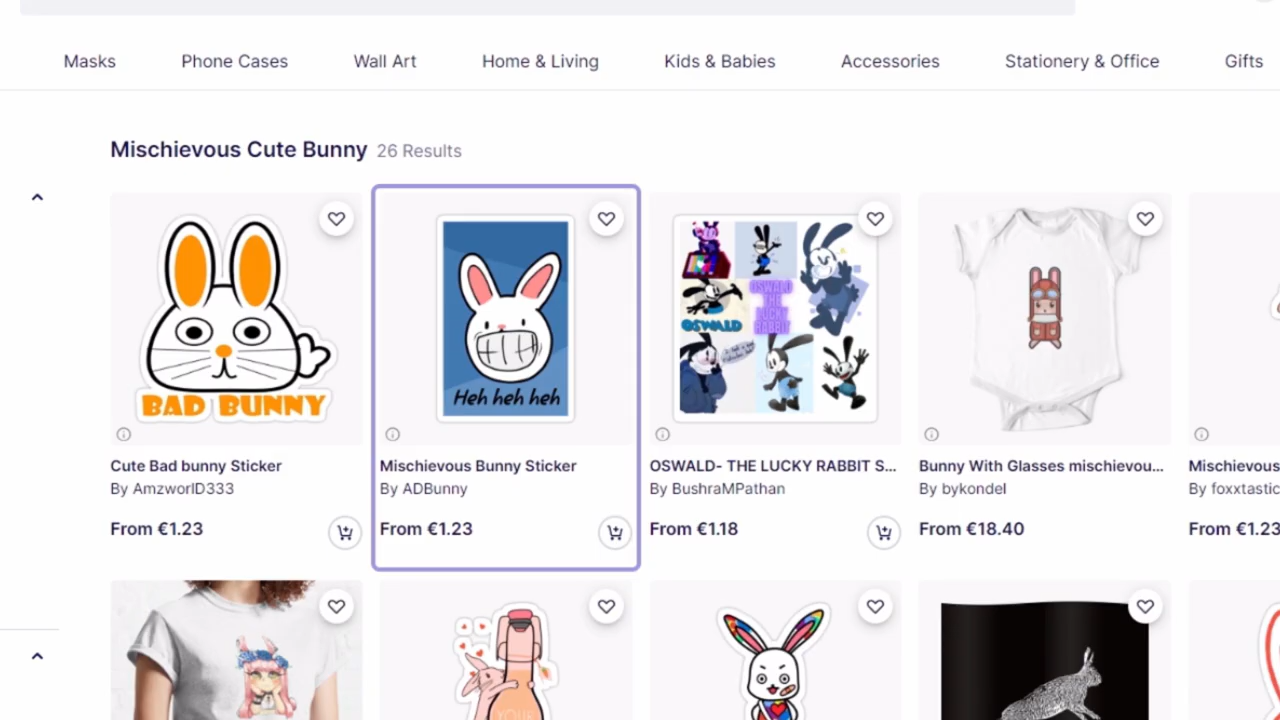 Masks Phone Cases Wall Art Home & Living Kids & Babies Accessories Stationery & Office Gifts
Mischievous Cute Bunny 26 Results
BAD BUNNY
Heh heh heh
OSWALD
THE
LUCKY
RABBIT
OSWALD
Cute Bad bunny Sticker
By AmzworlD333
From €1.23
Mischievous Bunny Sticker
By ADBunny
From €1.23
OSWALD- THE LUCKY RABBIT S...
By BushraMPathan
From €1.18
Bunny With Glasses mischievou...
By bykondel
From €18.40
Mischievous
By foxxtastic
From €1.23
YOUR